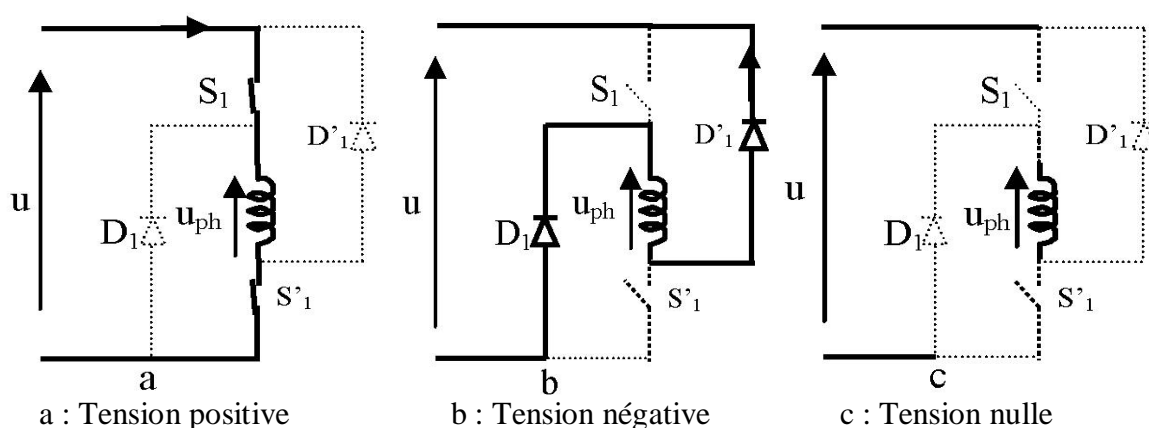 S1
D'1
u
uph
D1
S'1
a
S1
D'1
u
uph
D1
S'1
b
S1
D'1
u
uph
D1
S'1
c
a : Tension positive
b : Tension négative
c : Tension nulle